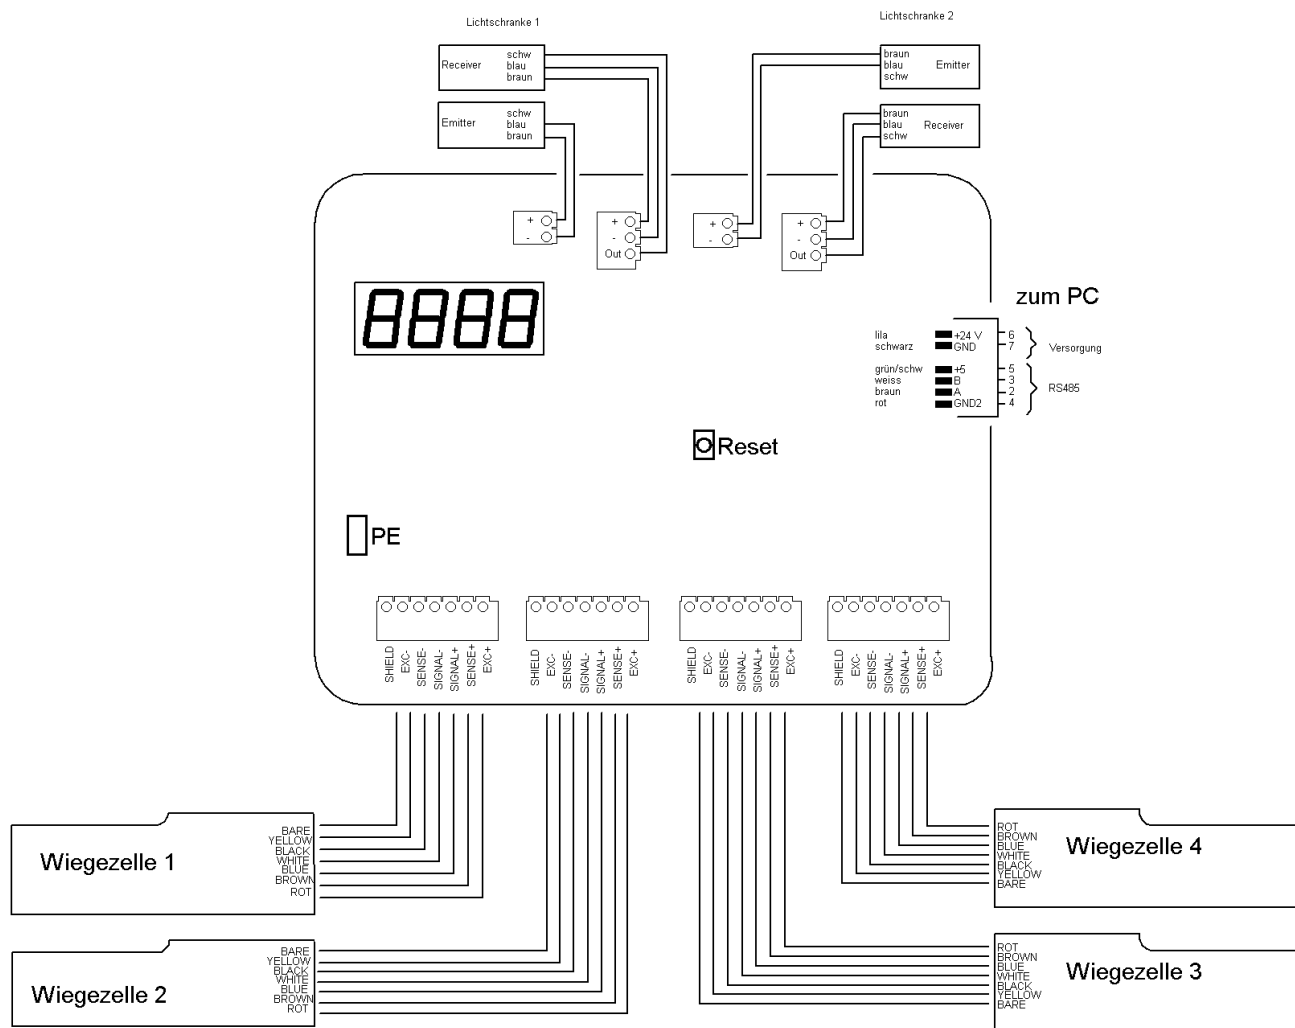 Lichtschranke 1
Lichtschranke 2
Receiver
schw
blau
braun
Emitter
schw
blau
braun
braun
blau
schw
Emitter
braun
blau
schw
Receiver
+
-
+
-
Out
+
-
+
-
Out
8888
zum PC
lila +24 V 6
schwarz GND 7
Versorgung
grün/schw +5 5
weiss B 3
braun A 2
rot GND2 4
RS485
Reset
PE
SHIELD
EXC-
SENSE-
SIGNAL-
SIGNAL+
SENSE+
EXC+
SHIELD
EXC-
SENSE-
SIGNAL-
SIGNAL+
SENSE+
EXC+
SHIELD
EXC-
SENSE-
SIGNAL-
SIGNAL+
SENSE+
EXC+
SHIELD
EXC-
SENSE-
SIGNAL-
SIGNAL+
SENSE+
EXC+
Wiegezelle 1
BARE
YELLOW
BLACK
WHITE
BLUE
BROWN
ROT
Wiegezelle 4
ROT
BROWN
BLUE
WHITE
BLACK
YELLOW
BARE
Wiegezelle 2
BARE
YELLOW
BLACK
WHITE
BLUE
BROWN
ROT
Wiegezelle 3
ROT
BROWN
BLUE
WHITE
BLACK
YELLOW
BARE